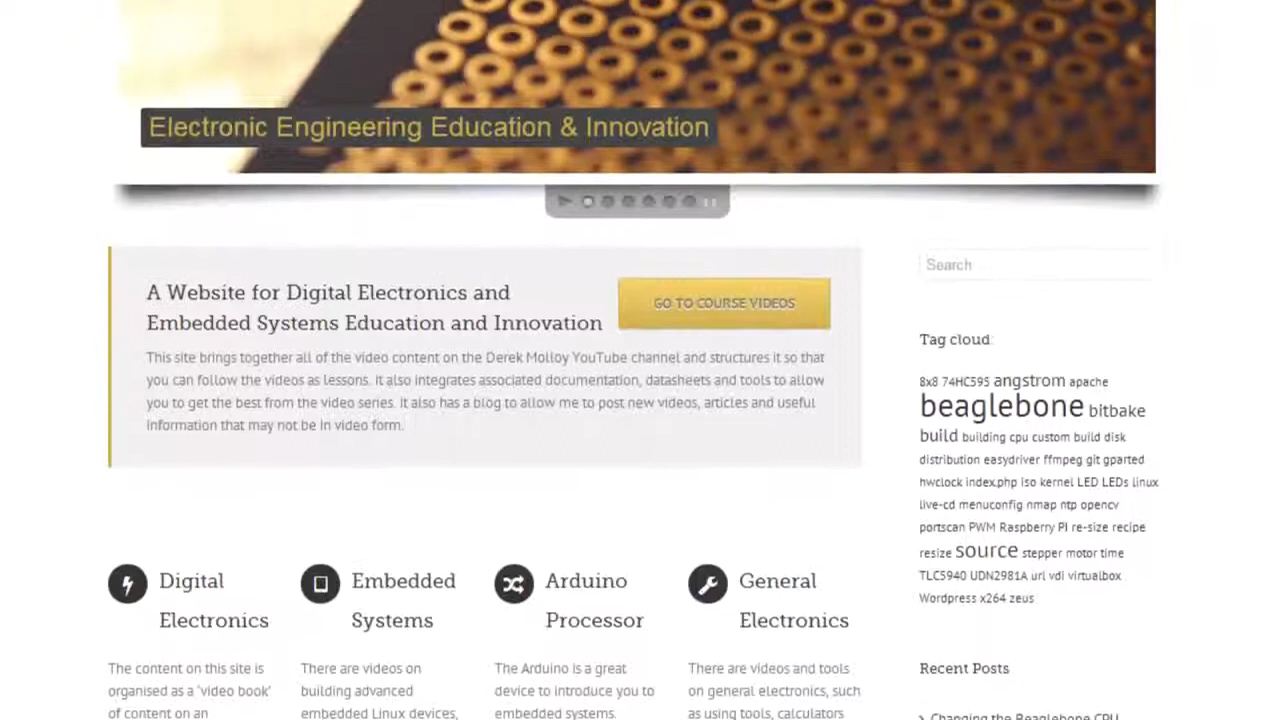 Electronic Engineering Education & Innovation
A Website for Digital Electronics and
Embedded Systems Education and Innovation
GO TO COURSE VIDEOS
This site brings together all of the video content on the Derek Molloy YouTube channel and structures it so that
you can follow the videos as lessons. It also integrates associated documentation, datasheets and tools to allow
you to get the best from the video series. It also has a blog to allow me to post new videos, articles and useful
information that may not be in video form.
Search
Tag cloud:
8x8 74HC595 angstrom apache
beaglebone bitbake
build building cpu custom build disk
distribution easydriver ffmpeg git gparted
hwclock index.php iso kernel LED LEDs linux
live-cd menuconfig nmap ntp opencv
portscan PWM Raspberry PI re-size recipe
resize source stepper motor time
TLC5940 UDN2981A url vdi virtualbox
Wordpress x264 zeus
Digital
Electronics
The content on this site is
organised as a 'video book'
of content on an
Embedded
Systems
There are videos on
building advanced
embedded Linux devices,
Arduino
Processor
The Arduino is a great
device to introduce you to
embedded systems.
General
Electronics
There are videos and tools
on general electronics, such
as using tools, calculators
Recent Posts
Changing the Beaglebone CPU